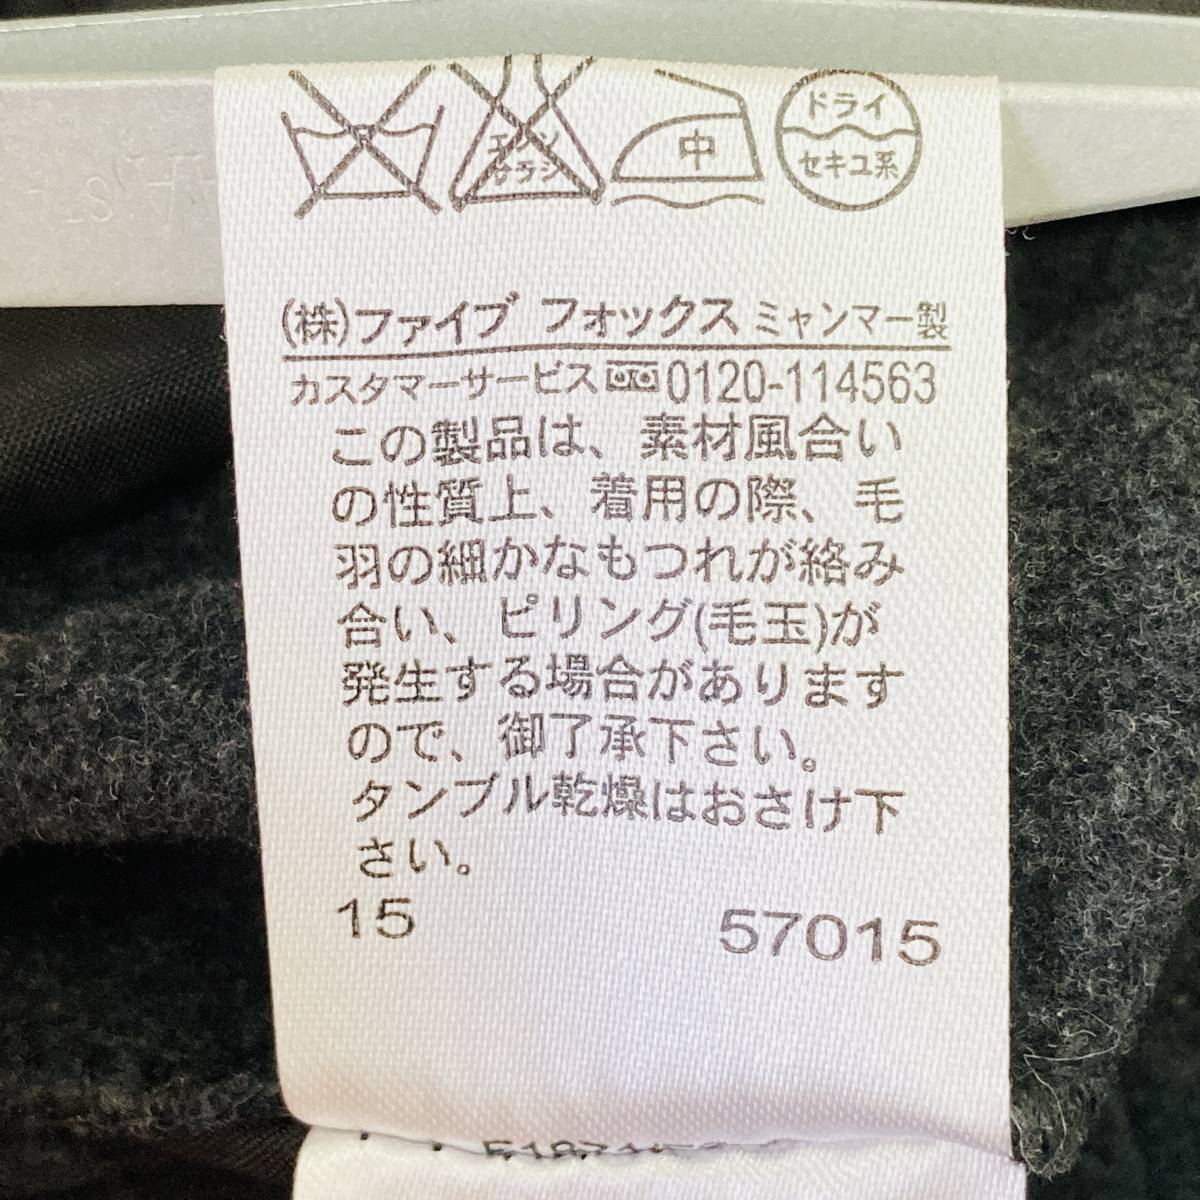 エンソ
サラシ
中
ドライ
セキユ系
(株)ファイブ フォックス ミャンマー製
カスタマーサービス 0120-114563
この製品は、素材風合い
の性質上、着用の際、毛
羽の細かなもつれが絡み
合い、ピリング(毛玉)が
発生する場合があります
ので、御了承下さい。
タンブル乾燥はおさけ下
さい。
15 57015